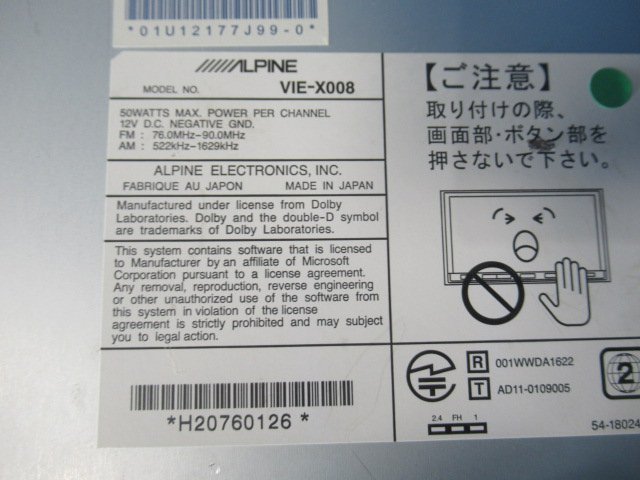 *01U12177J99-0*
ALPINE
MODEL NO. VIE-X008
50WATTS MAX. POWER PER CHANNEL
12V D.C. NEGATIVE GND.
FM : 76.0MHz-90.0MHz
AM : 522kHz-1629kHz
ALPINE ELECTRONICS, INC.
FABRIQUE AU JAPON MADE IN JAPAN
Manufactured under license from Dolby
Laboratories. Dolby and the double-D symbol
are trademarks of Dolby Laboratories.
This system contains software that is licensed
to Manufacturer by an affiliate of Microsoft
Corporation pursuant to a license agreement.
Any removal, reproduction, reverse engineering
or other unauthorized use of the software from
this system in violation of the license
agreement is strictly prohibited and may subject
you to legal action.
*H20760126*
【ご注意】
取り付けの際、
画面部・ボタン部を
押さないで下さい。
R 001WWDA1622
T AD11-0109005
2
2.4 FH 1
54-18024